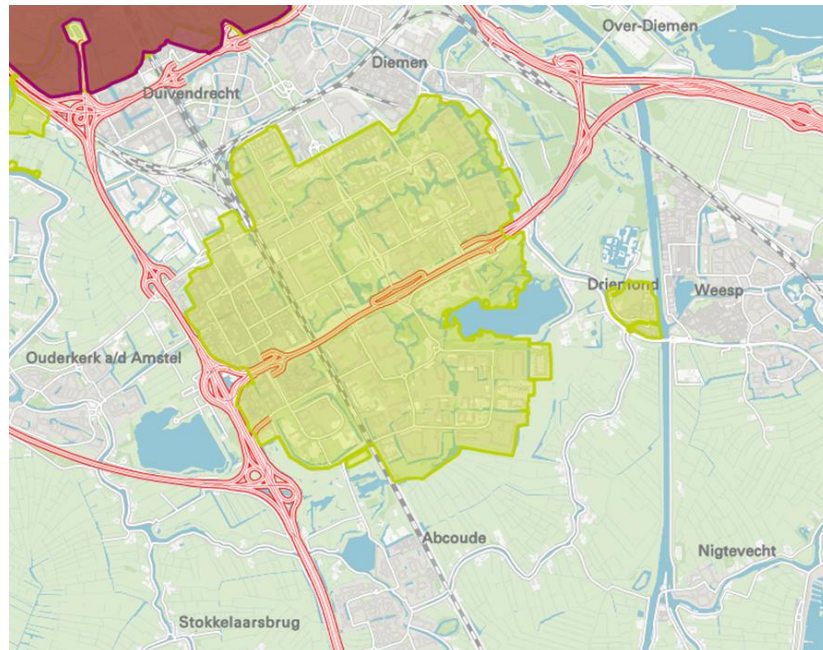 Over-Diemen
Diemen
Duivendrecht
Driemond
Weesp
Ouderkerk a/d Amstel
Abcoude
Nigtevecht
Stokkelaarsbrug